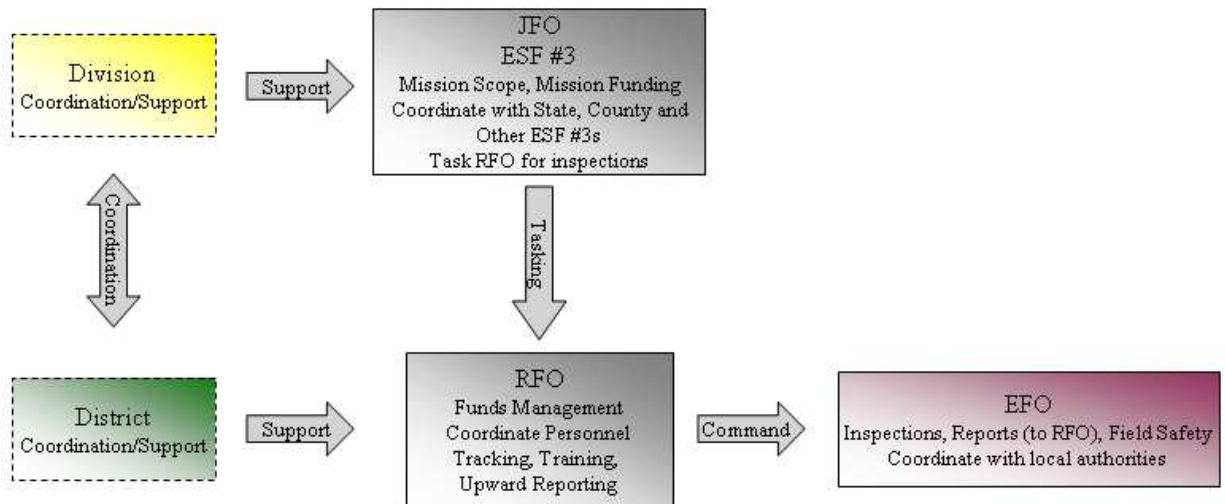 Division
Coordination/Support
Support
JFO
ESF #3
Mission Scope, Mission Funding
Coordinate with State, County and
Other ESF #3s
Task RFO for inspections
Coordination
Tasking
District
Coordination/Support
Support
RFO
Funds Management
Coordinate Personnel
Tracking, Training,
Upward Reporting
Command
EFO
Inspections, Reports (to RFO), Field Safety
Coordinate with local authorities